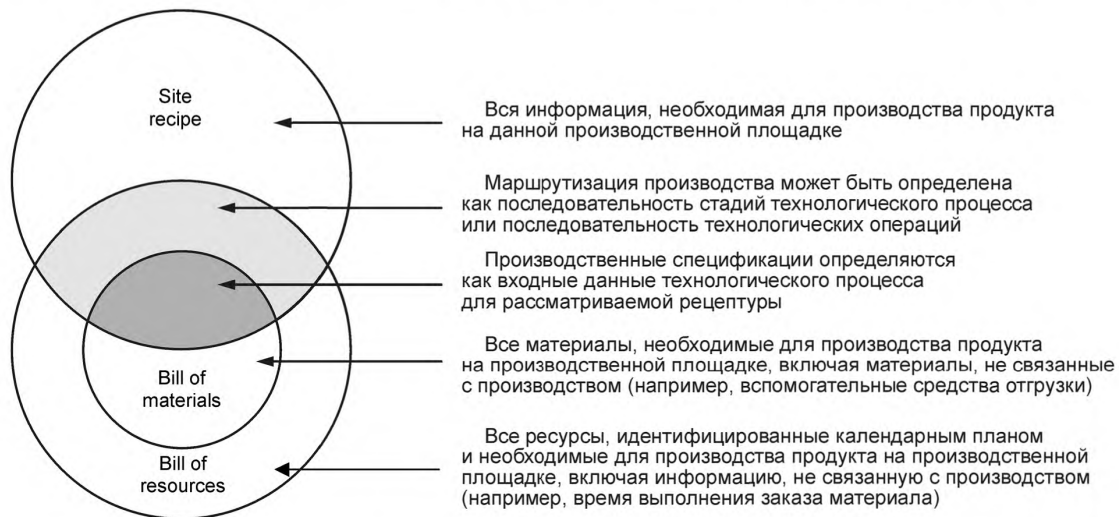 Site
recipe
Вся информация, необходимая для производства продукта
на данной производственной площадке
Маршрутизация производства может быть определена
как последовательность стадий технологического процесса
или последовательность технологических операций
Производственные спецификации определяются
как входные данные технологического процесса
для рассматриваемой рецептуры
Все материалы, необходимые для производства продукта
на производственной площадке, включая материалы, не связанные
с производством (например, вспомогательные средства отгрузки)
Bill of
materials
Все ресурсы, идентифицированные календарным планом
и необходимые для производства продукта на производственной
площадке, включая информацию, не связанную с производством
(например, время выполнения заказа материала)
Bill of
resources